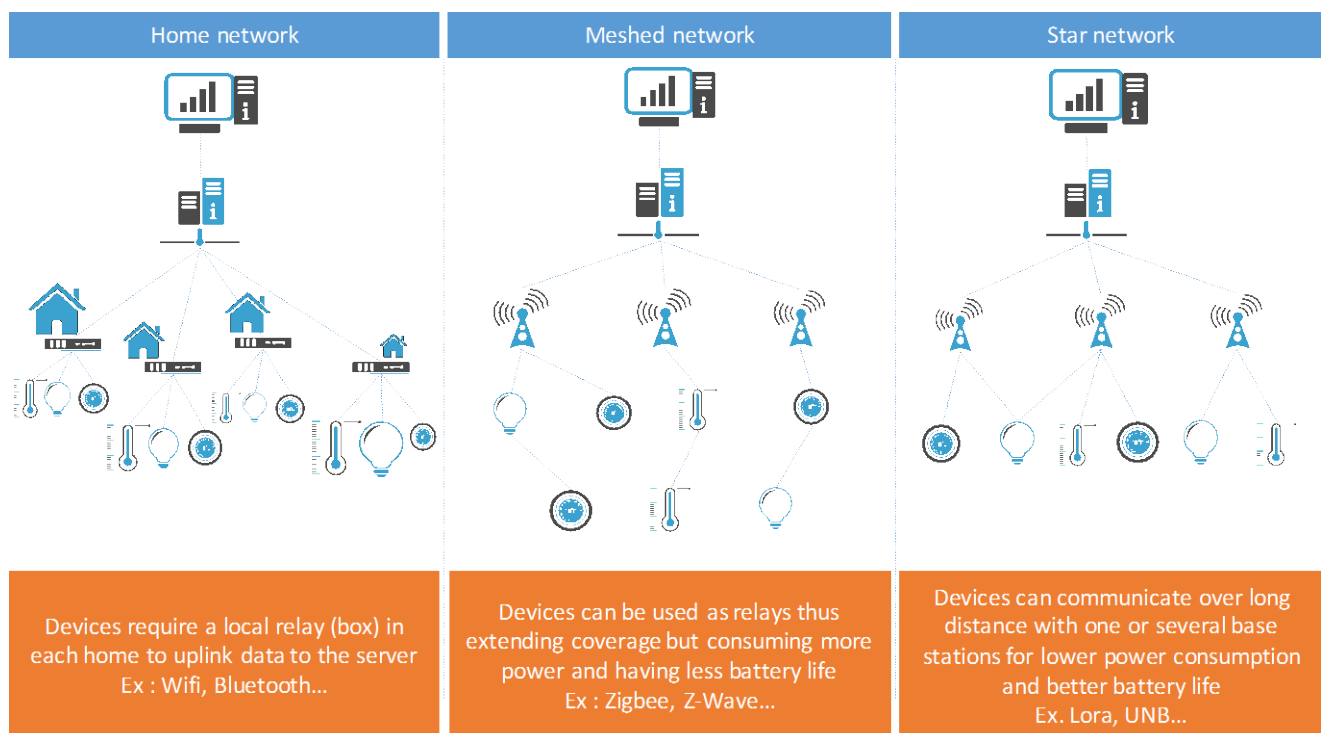 Home network
Meshed network
Star network
Devices require a local relay (box) in
each home to uplink data to the server
Ex : Wifi, Bluetooth...
Devices can be used as relays thus
extending coverage but consuming more
power and having less battery life
Ex : Zigbee, Z-Wave...
Devices can communicate over long
distance with one or several base
stations for lower power consumption
and better battery life
Ex. Lora, UNB...